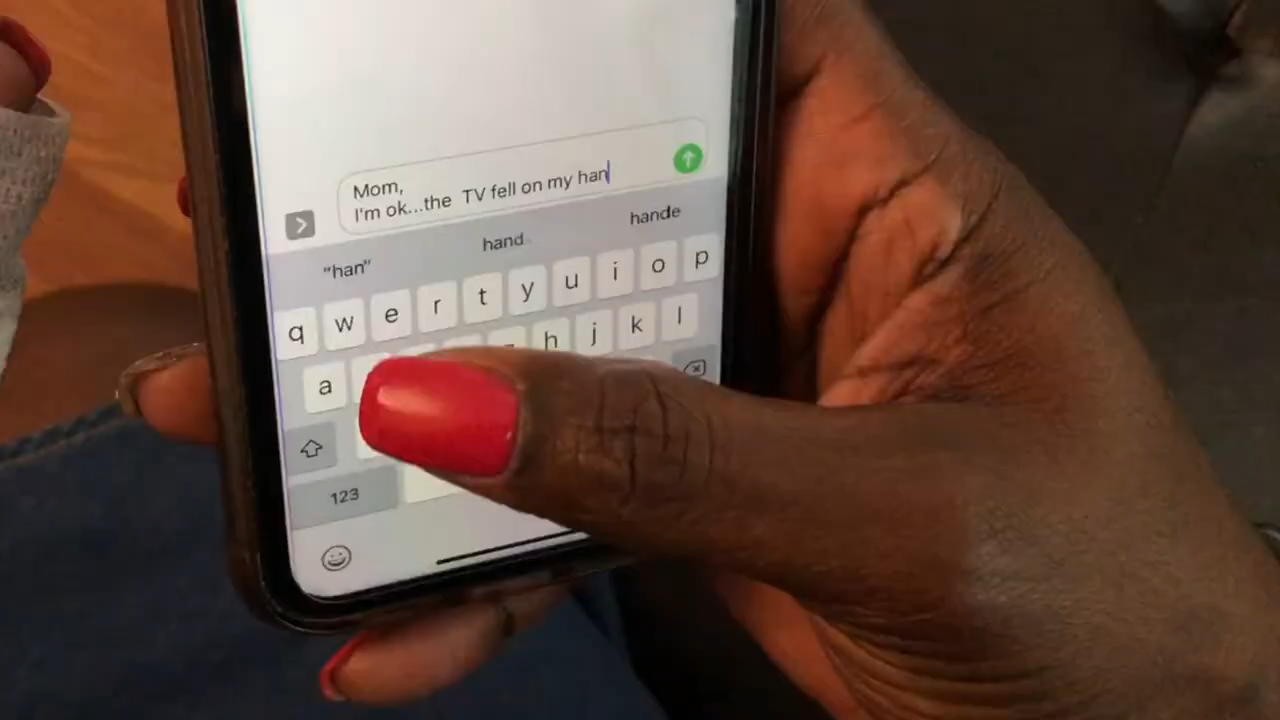 Mom,
I'm ok...the TV fell on my han
"han" hand hande
q w e r t y u i o p
a h j k l
123